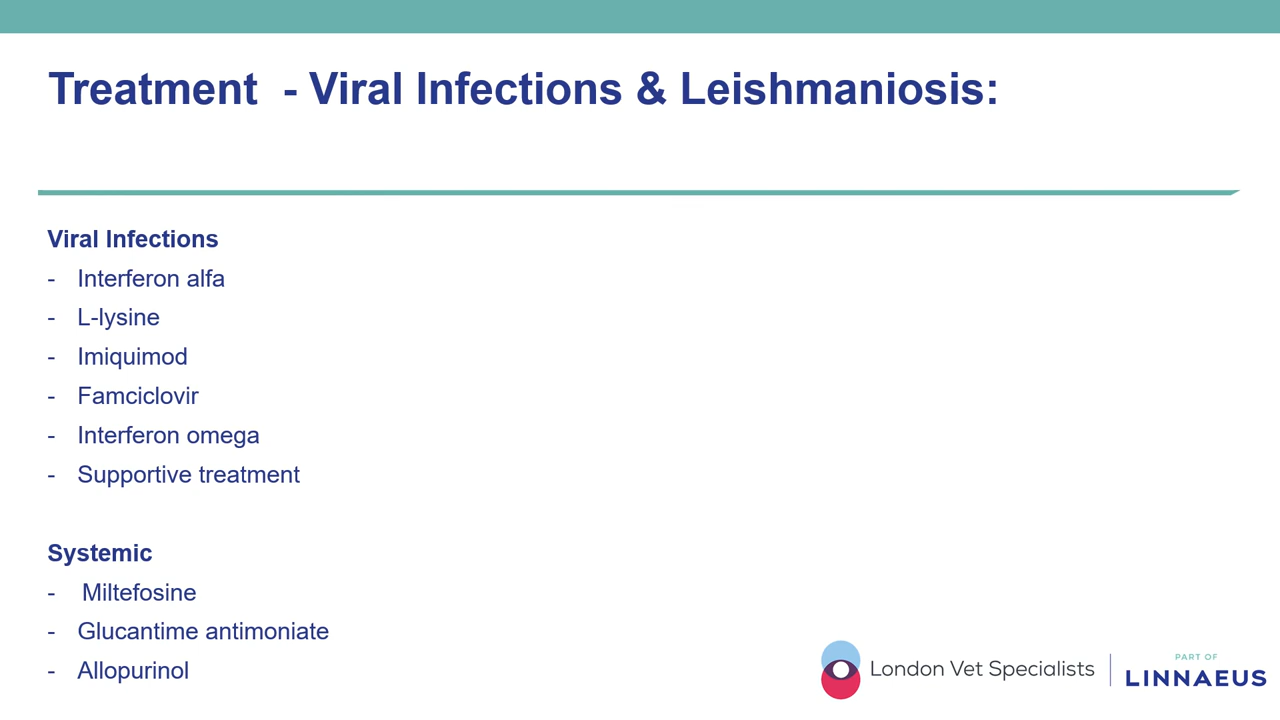 Treatment  - Viral Infections & Leishmaniosis:
Viral Infections
- Interferon alfa
- L-lysine
- Imiquimod
- Famciclovir
- Interferon omega
- Supportive treatment
Systemic
- Miltefosine
- Glucantime antimoniate
- Allopurinol
London Vet Specialists
PART OF
LINNAEUS